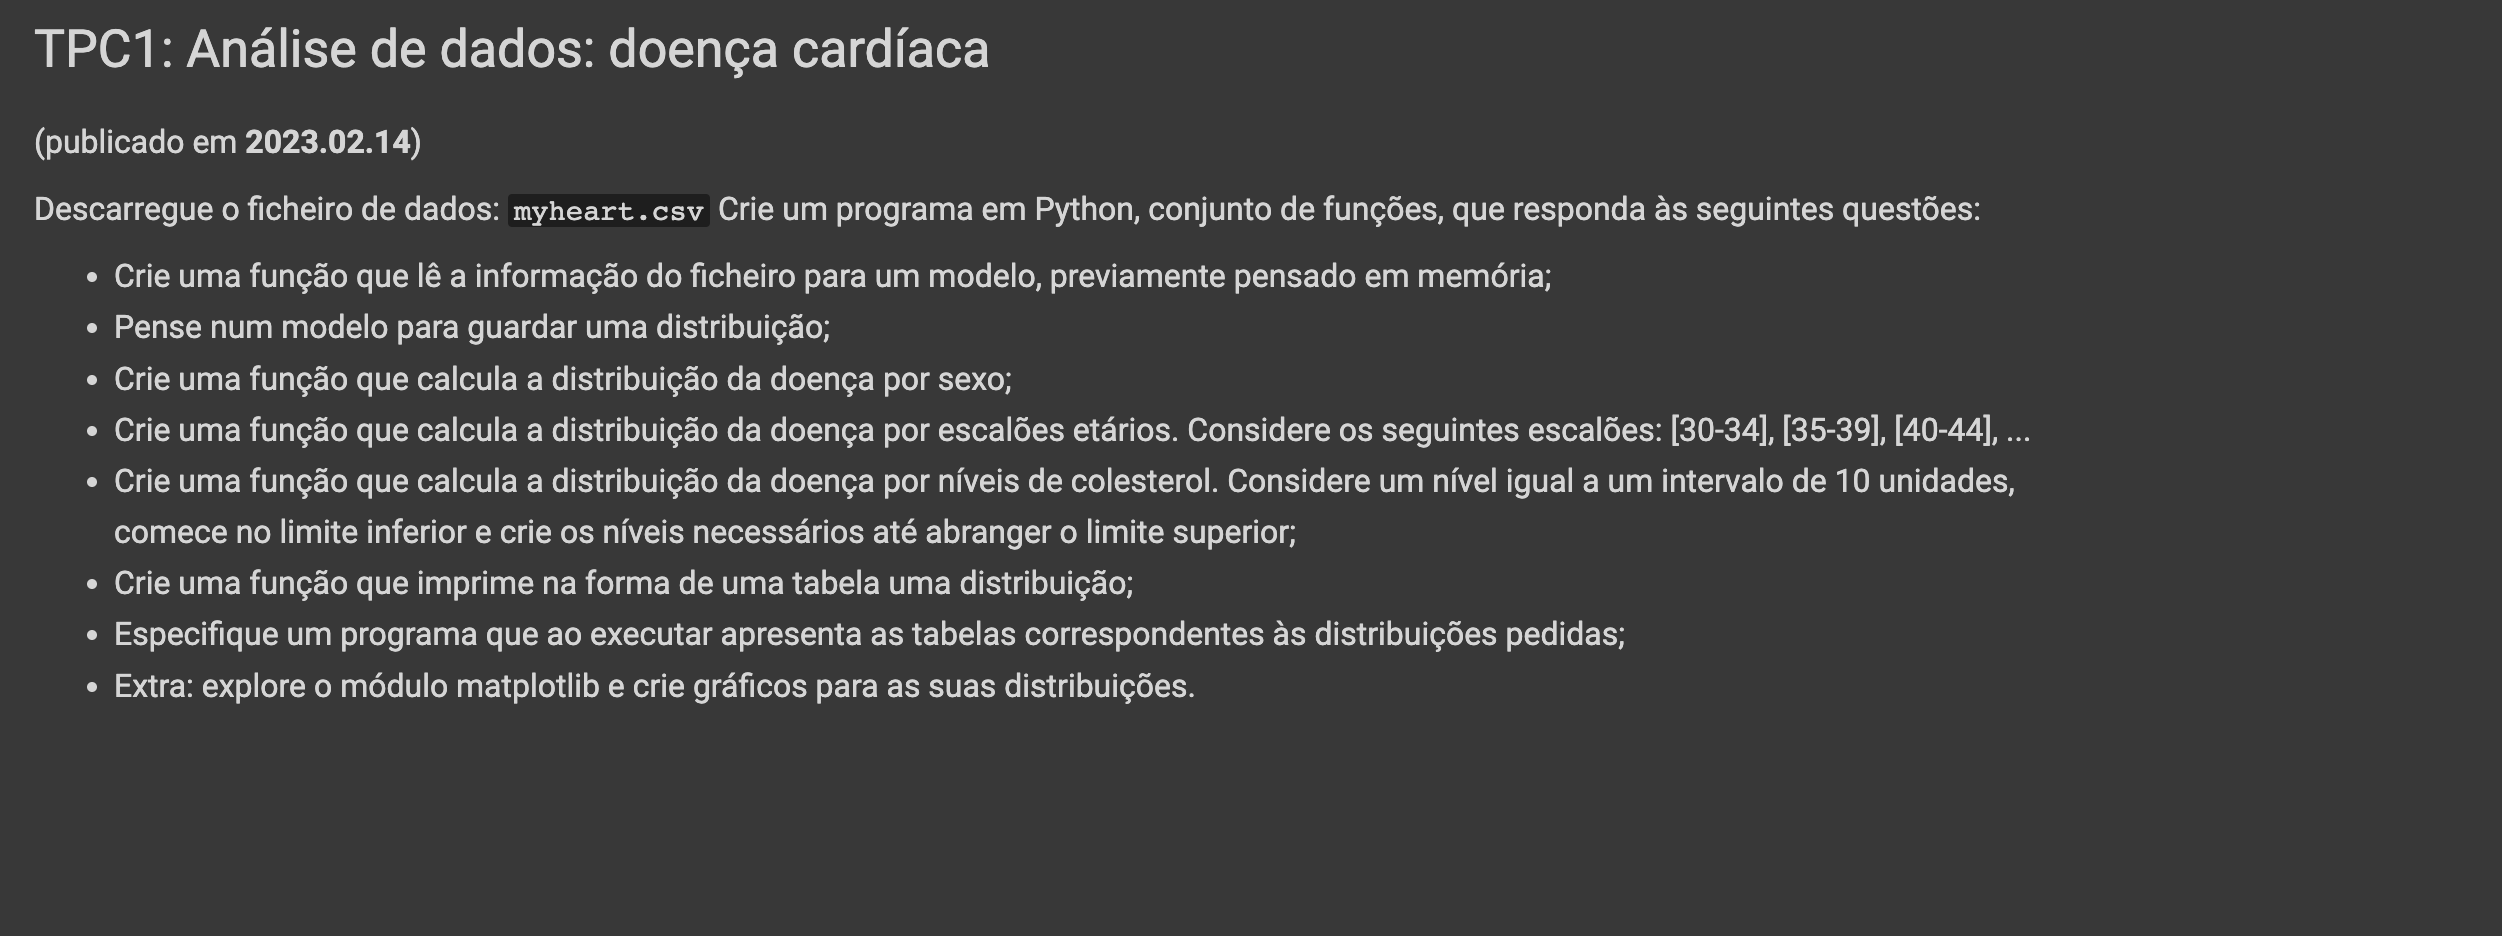 TPC1: Análise de dados: doença cardíaca
(publicado em 2023.02.14)
Descarregue o ficheiro de dados: myheart.csv Crie um programa em Python, conjunto de funções, que responda às seguintes questões:
• Crie uma função que lê a informação do ficheiro para um modelo, previamente pensado em memória;
• Pense num modelo para guardar uma distribuição;
• Crie uma função que calcula a distribuição da doença por sexo;
• Crie uma função que calcula a distribuição da doença por escalões etários. Considere os seguintes escalões: [30-34], [35-39], [40-44], ...
• Crie uma função que calcula a distribuição da doença por níveis de colesterol. Considere um nível igual a um intervalo de 10 unidades,
comece no limite inferior e crie os níveis necessários até abranger o limite superior;
• Crie uma função que imprime na forma de uma tabela uma distribuição;
• Especifique um programa que ao executar apresenta as tabelas correspondentes às distribuições pedidas;
• Extra: explore o módulo matplotlib e crie gráficos para as suas distribuições.